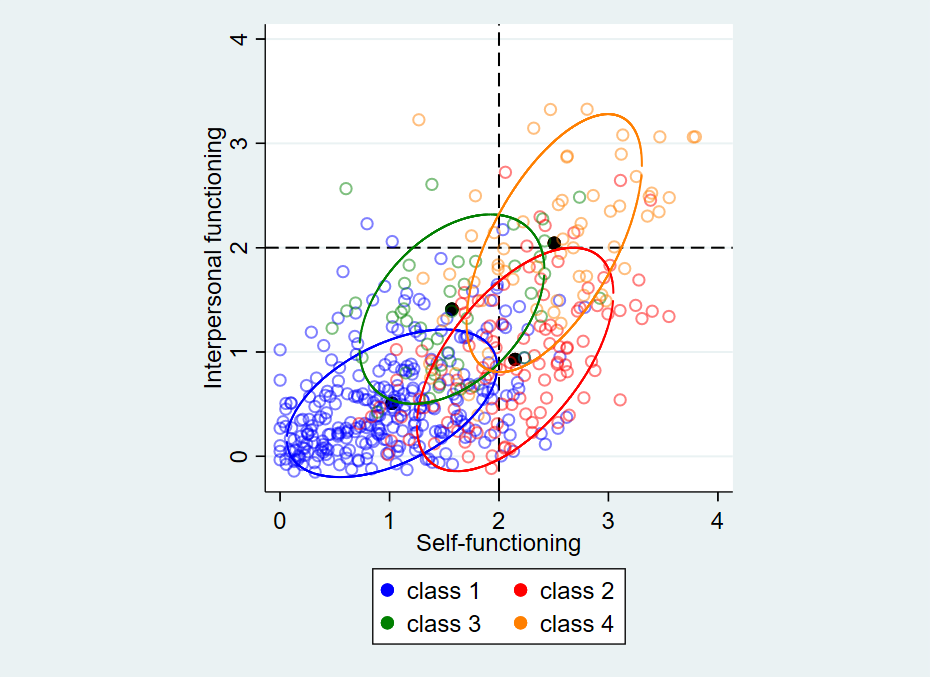 Interpersonal functioning
4
3
2
1
0
0 1 2 3 4
Self-functioning
class 1 class 2
class 3 class 4